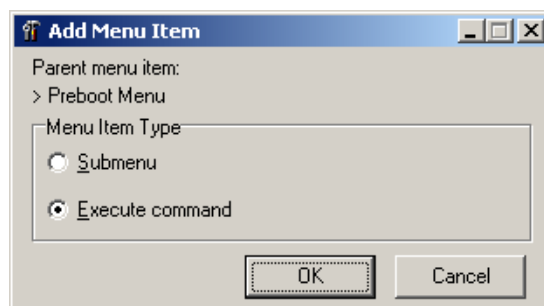 Add Menu Item
Parent menu item:
> Preboot Menu
Menu Item Type
Submenu
Execute command
OK
Cancel